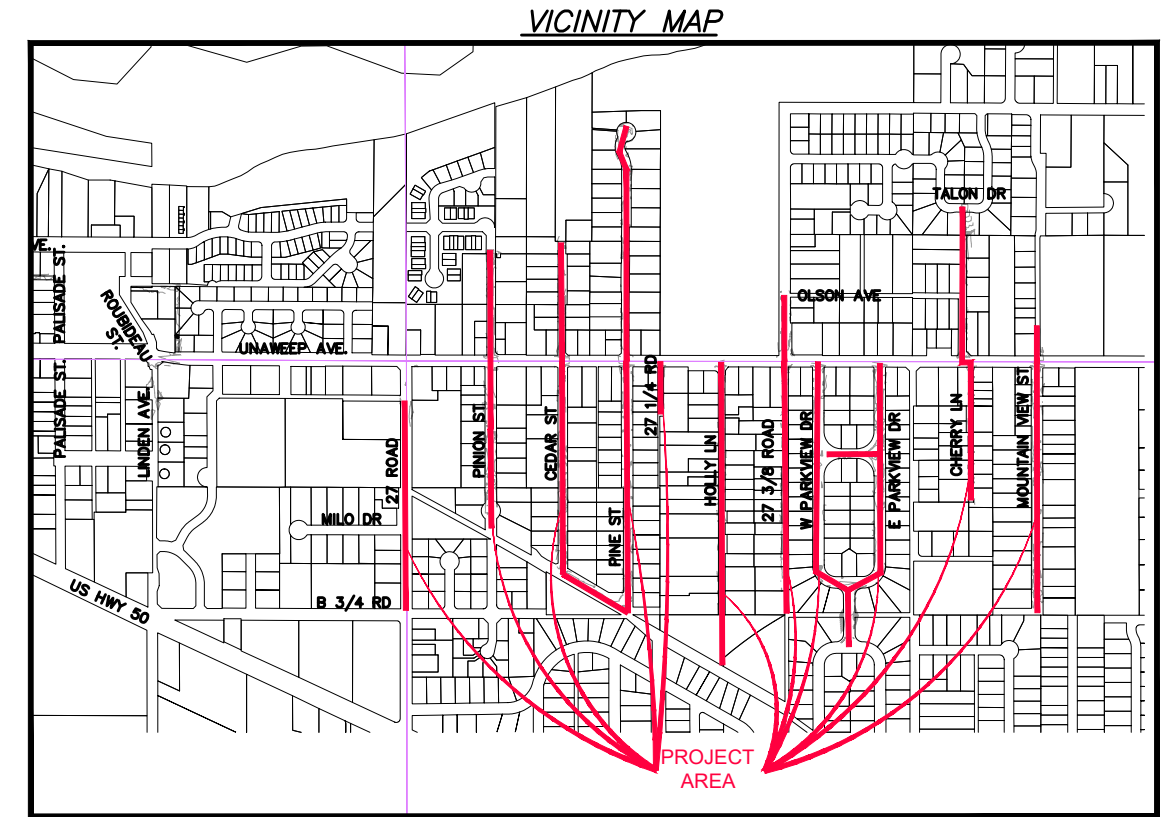 VICINITY MAP
TALON DR
VE.
PALISADE ST.
ROUBIDEAU
ST.
OLSON AVE
UNAWEEP AVE.
PALISADE ST.
LINDEN AVE.
27 ROAD
PINION ST
CEDAR ST
PINE ST
27 1/4 RD
HOLLY LN
27 3/8 ROAD
W PARKVIEW DR
E PARKVIEW DR
CHERRY LN
MOUNTAIN VIEW ST
MILO DR
US HWY 50
B 3/4 RD
PROJECT
AREA